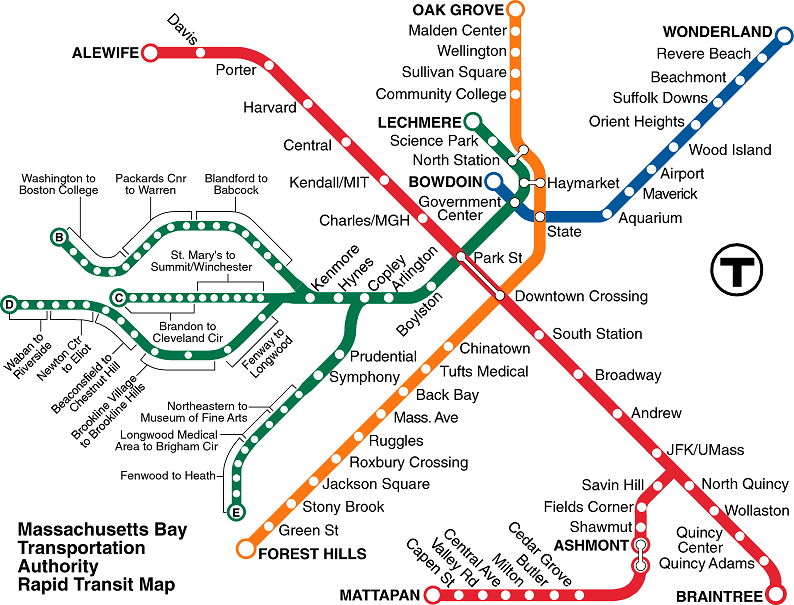 OAK GROVE
Malden Center
Wellington
Sullivan Square
Community College
WONDERLAND
Revere Beach
Beachmont
Suffolk Downs
Orient Heights
Wood Island
Airport
Maverick
Aquarium
ALEWIFE
Davis
Porter
Harvard
Central
Kendall/MIT
Charles/MGH
LECHMERE
Science Park
North Station
BOWDOIN
Haymarket
Government
Center
State
Park St
Downtown Crossing
Washington to
Boston College
Packards Cnr
to Warren
Blandford to
Babcock
B
St. Mary's to
Summit/Winchester
C
Brandon to
Cleveland Cir
D
Waban to
Riverside
Newton Ctr
to Eliot
Beaconsfield to
Chestnut Hill
Brookline Village
to Brookline Hills
Fenway to
Longwood
Kenmore
Hynes
Copley
Arlington
Boylston
Prudential
Symphony
Northeastern to
Museum of Fine Arts
Longwood Medical
Area to Brigham Cir
Fenwood to Heath
E
T
South Station
Broadway
Andrew
JFK/UMass
Chinatown
Tufts Medical
Back Bay
Mass. Ave
Ruggles
Roxbury Crossing
Jackson Square
Stony Brook
Green St
FOREST HILLS
Savin Hill
Fields Corner
Shawmut
ASHMONT
North Quincy
Wollaston
Quincy
Center
Quincy Adams
BRAINTREE
MATTAPAN
Capen St
Valley Rd
Central Ave
Milton
Butler
Cedar Grove
Massachusetts Bay
Transportation
Authority
Rapid Transit Map